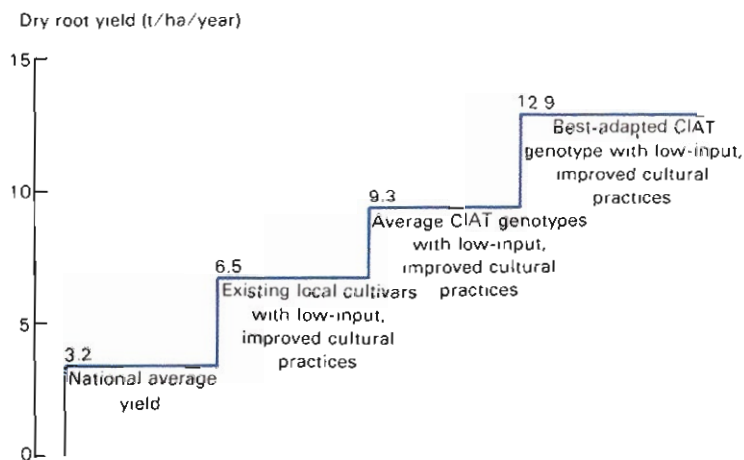 Dry root yield (t/ha/year)
15
12 9
Best-adapted CIAT
genotype with low-input,
improved cultural
practices
10
9.3
Average CIAT genotypes
with low-input,
improved cultural
practices
6.5
Existing local cultivars
with low-input,
improved cultural
practices
5
3.2
National average
yield
0